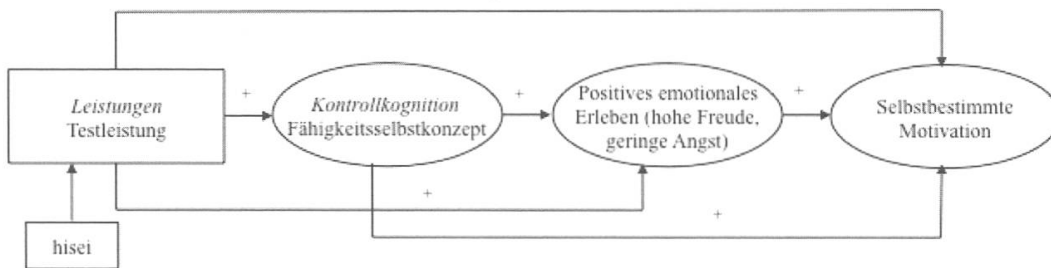 Leistungen
Testleistung
+
Kontrollkognition
Fähigkeitsselbstkonzept
+
Positives emotionales
Erleben (hohe Freude,
geringe Angst)
+
Selbstbestimmte
Motivation
+
+
hisei